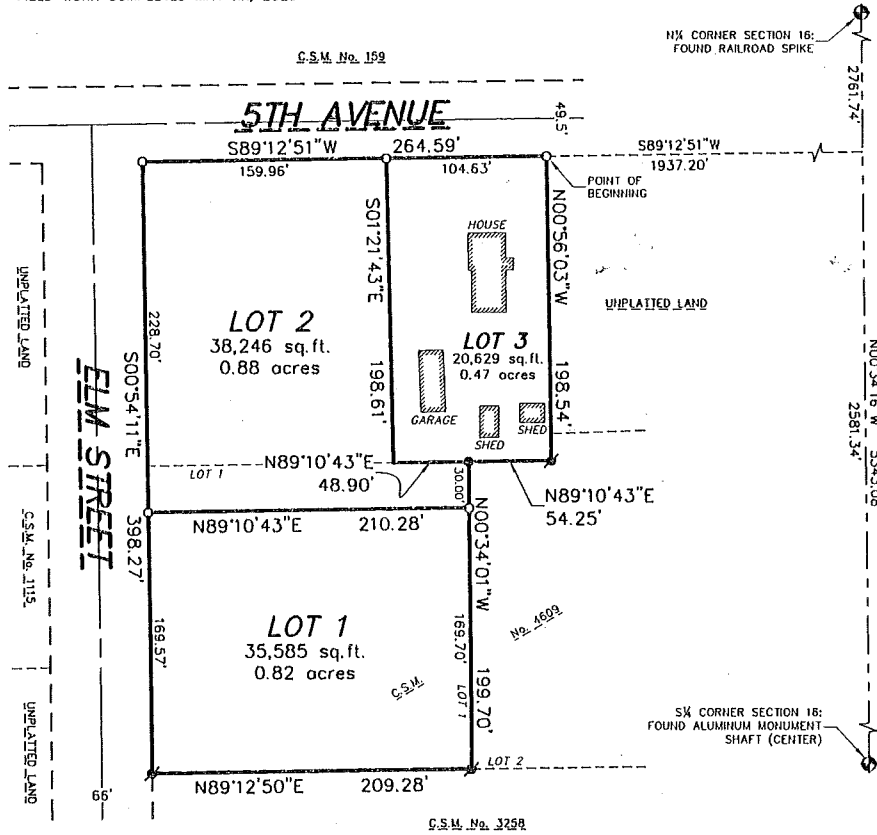 C.S.M. No. 159
N¼ CORNER SECTION 16:
FOUND RAILROAD SPIKE
2761.74'
5TH AVENUE
49.5'
S89°12'51"W
264.59'
S89°12'51"W
159.96'
104.63'
1937.20'
POINT OF
BEGINNING
HOUSE
S01°21'43"E
N00°56'03"W
UNPLATTED LAND
UNPLATTED LAND
LOT 2
38,246 sq.ft.
0.88 acres
228.70'
LOT 3
20,629 sq.ft.
0.47 acres
S00°54'11"E
198.61'
198.54'
2581.34'
GARAGE
SHED
SHED
ELM STREET
LOT 1
N89°10'43"E
48.90'
30.00'
N89°10'43"E
54.25'
N89°10'43"E
210.28'
398.27'
N00°34'01"W
C.S.M. No. 1115
LOT 1
35,585 sq.ft.
0.82 acres
169.57'
169.70'
No. 4609
C.S.M.
LOT 1
199.70'
UNPLATTED LAND
S¼ CORNER SECTION 16:
FOUND ALUMINUM MONUMENT
SHAFT (CENTER)
LOT 2
N89°12'50"E
209.28'
66'
C.S.M. No. 3258